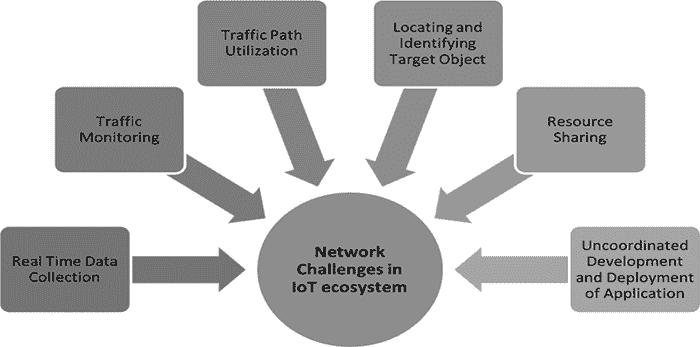 Traffic Path
Utilization
Locating and
Identifying
Target Object
Traffic
Monitoring
Resource
Sharing
Real Time Data
Collection
Network
Challenges in
IoT ecosystem
Uncoordinated
Development
and Deployment
of Application